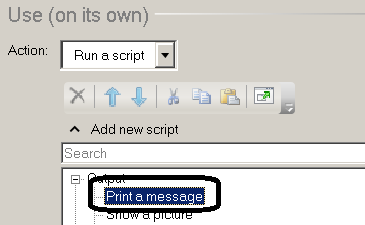 Use (on its own)
Action: Run a script
Add new script
Search
Output
Print a message
Show a picture